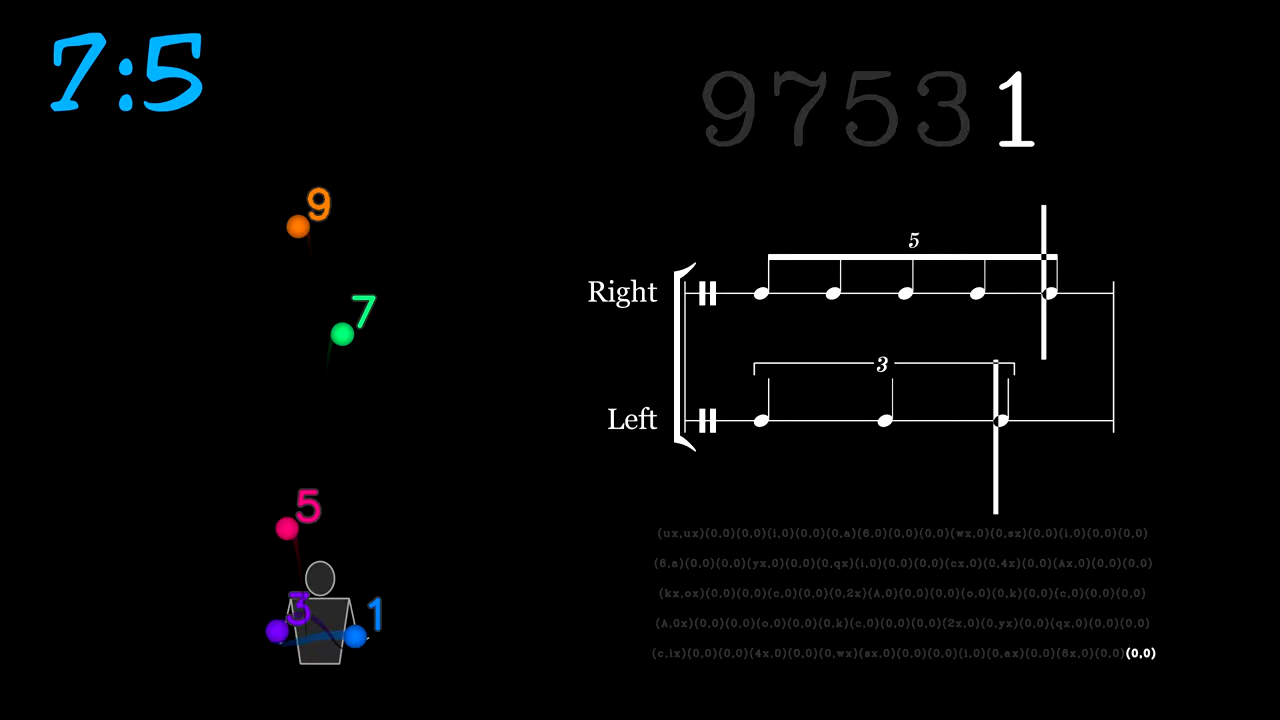 7:5
97531
9
7
5
3
1
5
Right
3
Left
(ux,ux)(0,0)(0,0)(i,0)(0,0)(0,a)(6,0)(0,0)(0,0)(wx,0)(0,sx)(0,0)(i,0)(0,0)(0,0)
(6,a)(0,0)(0,0)(yx,0)(0,0)(0,qx)(i,0)(0,0)(0,0)(cx,0)(0,4x)(0,0)(Ax,0)(0,0)(0,0)
(kx,ox)(0,0)(0,0)(c,0)(0,0)(0,2x)(A,0)(0,0)(0,0)(o,0)(0,k)(0,0)(c,0)(0,0)(0,0)
(A,0x)(0,0)(0,0)(o,0)(0,0)(0,k)(c,0)(0,0)(0,0)(2x,0)(0,yx)(0,0)(qx,0)(0,0)(0,0)
(c,ix)(0,0)(0,0)(4x,0)(0,0)(0,wx)(sx,0)(0,0)(0,0)(i,0)(0,ax)(0,0)(6x,0)(0,0)(0,0)